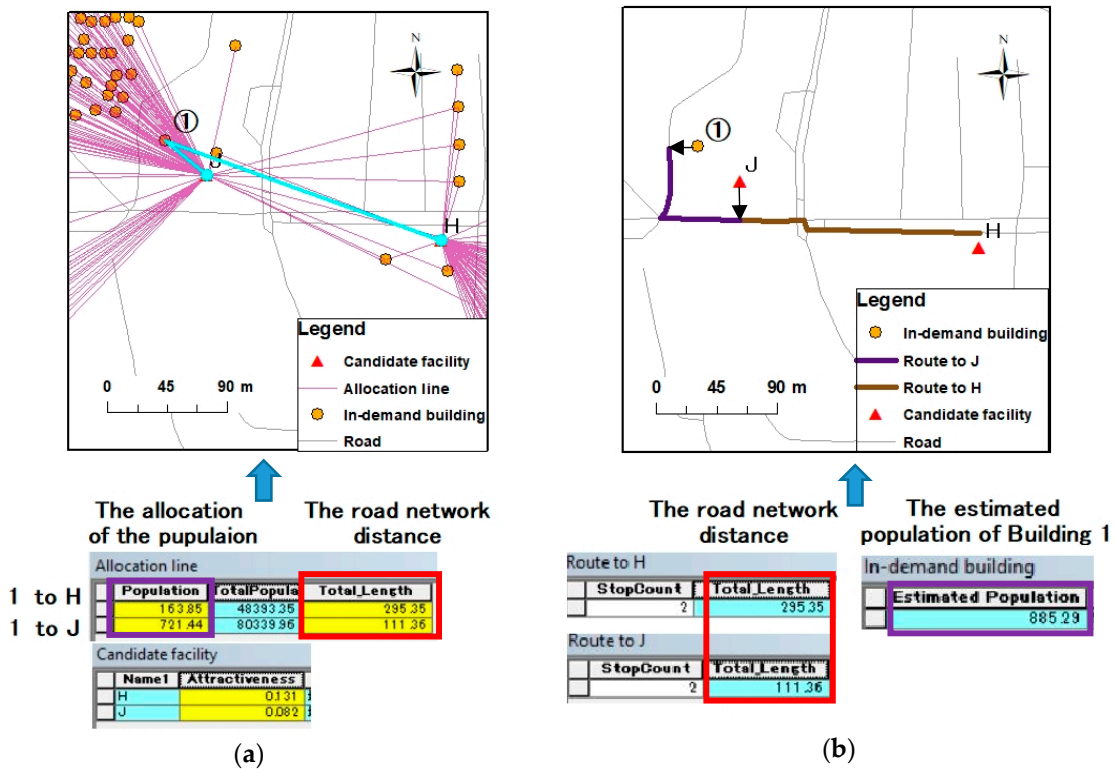 N
①
J
H
Legend
Candidate facility
Allocation line
In-demand building
Road
0 45 90 m
N
①
J
H
Legend
In-demand building
Route to J
Route to H
Candidate facility
Road
0 45 90 m
The allocation
of the pupulaion
The road network
distance
Allocation line
Population TotalPopula Total_Length
1 to H 163.85 48393.35 295.35
1 to J 721.44 80339.96 111.36
Candidate facility
Name1 Attractiveness
H 0.131
J 0.082
(a)
The road network
distance
Route to H
StopCount Total_Length
2 295.35
Route to J
StopCount Total_Length
2 111.36
The estimated
population of Building 1
In-demand building
Estimated Population
885.29
(b)